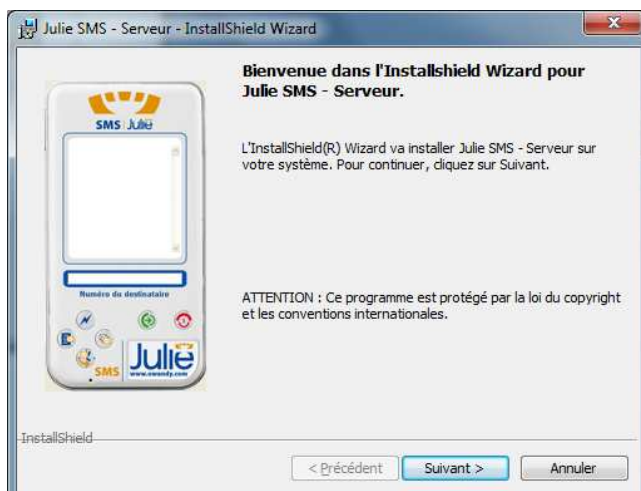 Julie SMS - Serveur - InstallShield Wizard
Bienvenue dans l'Installshield Wizard pour
Julie SMS - Serveur.
SMS Julie
L'InstallShield(R) Wizard va installer Julie SMS - Serveur sur
votre système. Pour continuer, cliquez sur Suivant.
Numéro du destinataire
ATTENTION : Ce programme est protégé par la loi du copyright
et les conventions internationales.
SMS
Julie
www.owandy.com
InstallShield
< Précédent
Suivant >
Annuler